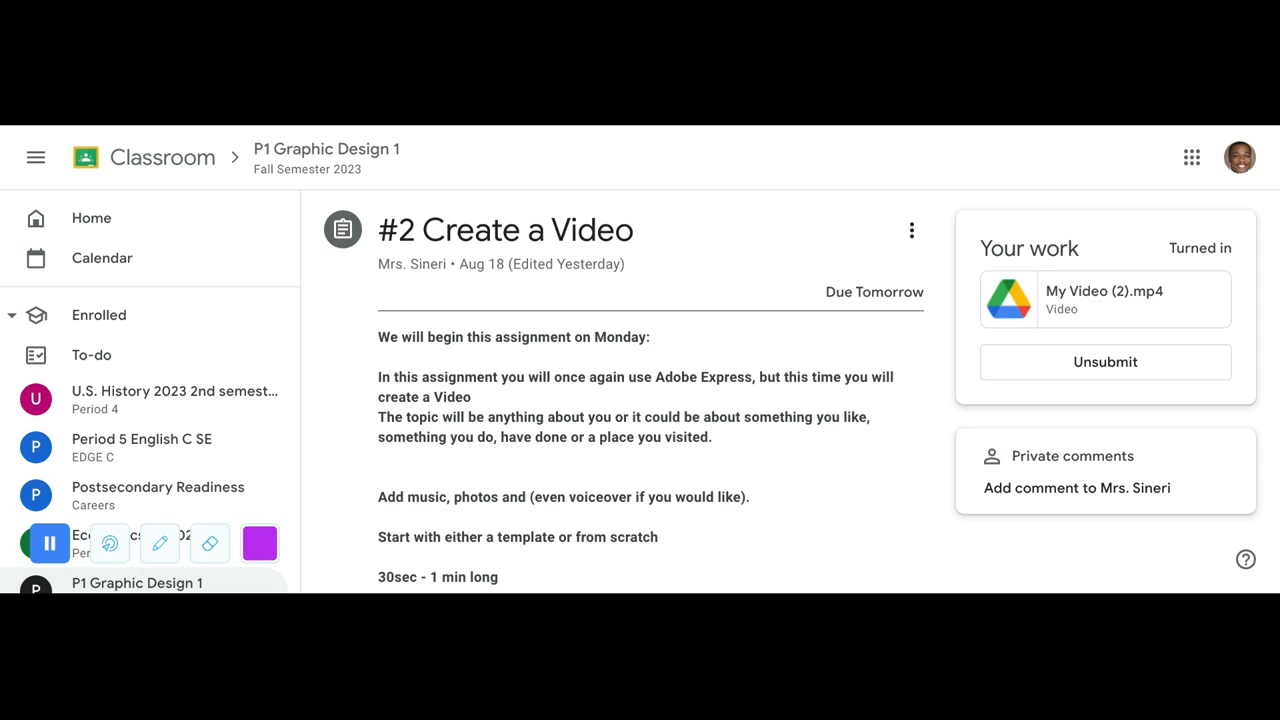 Classroom
P1 Graphic Design 1
Fall Semester 2023
Home
Calendar
Enrolled
To-do
U
U.S. History 2023 2nd semest...
Period 4
P
Period 5 English C SE
EDGE C
P
Postsecondary Readiness
Careers
P
P1 Graphic Design 1
#2 Create a Video
Mrs. Sineri • Aug 18 (Edited Yesterday)
Due Tomorrow
We will begin this assignment on Monday:
In this assignment you will once again use Adobe Express, but this time you will
create a Video
The topic will be anything about you or it could be about something you like,
something you do, have done or a place you visited.
Add music, photos and (even voiceover if you would like).
Start with either a template or from scratch
30sec - 1 min long
Your work
Turned in
My Video (2).mp4
Video
Unsubmit
Private comments
Add comment to Mrs. Sineri